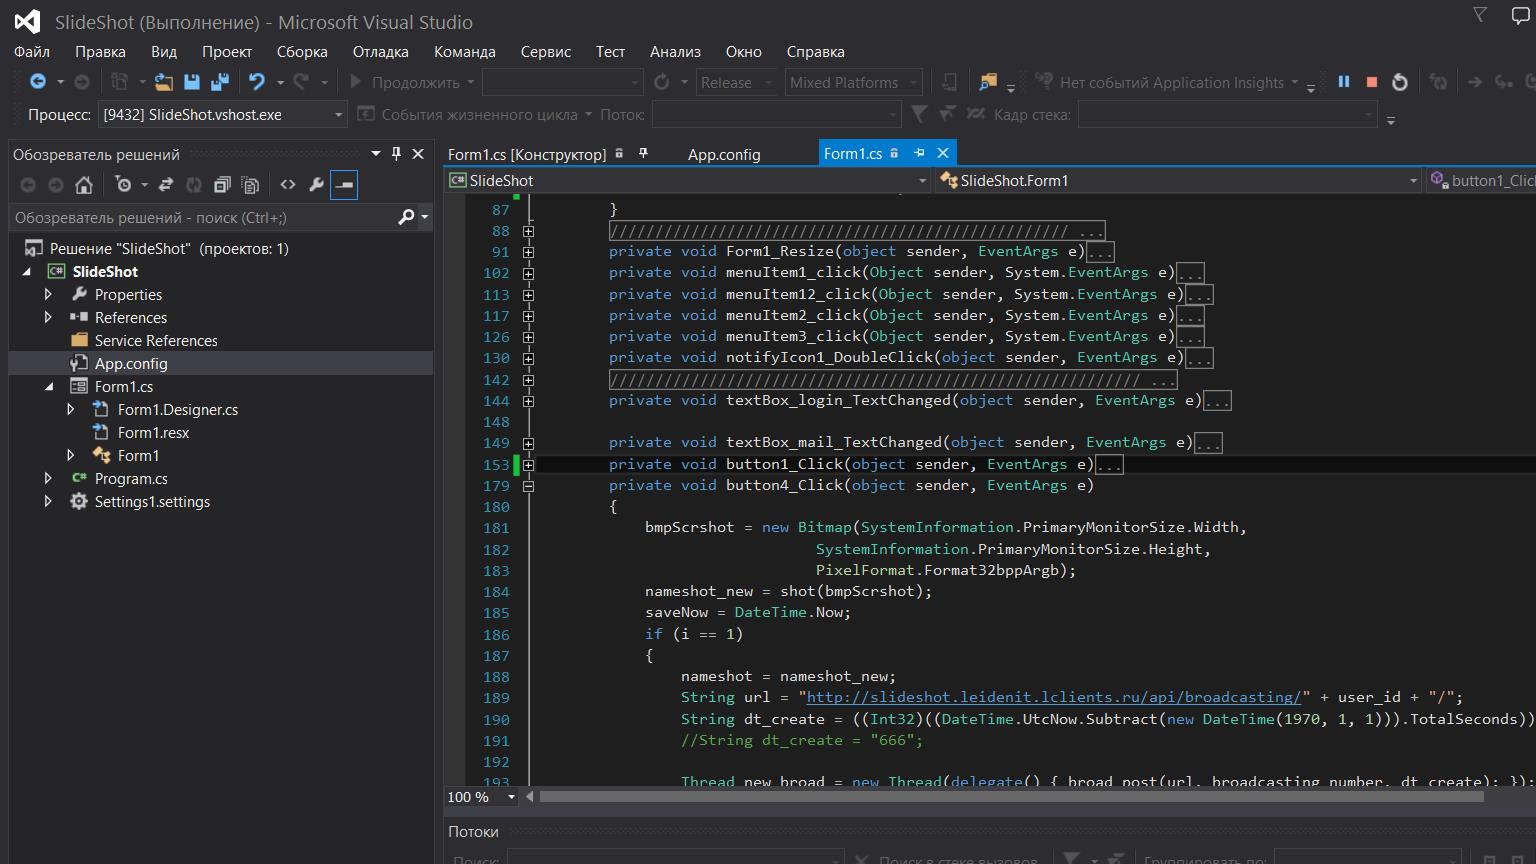 SlideShot (Выполнение) - Microsoft Visual Studio
Файл Правка Вид Проект Сборка Отладка Команда Сервис Тест Анализ Окно Справка
Продолжить Release Mixed Platforms Нет событий Application Insights
Процесс: [9432] SlideShot.vshost.exe События жизненного цикла Поток: Кадр стека:
Обозреватель решений
Обозреватель решений - поиск (Ctrl+;)
Решение "SlideShot" (проектов: 1)
SlideShot
Properties
References
Service References
App.config
Form1.cs
Form1.Designer.cs
Form1.resx
Form1
Program.cs
Settings1.settings
Form1.cs [Конструктор] App.config Form1.cs
SlideShot SlideShot.Form1 button1_Click
87 }
88 /////////////////////////////////////////////////// ...
91 private void Form1_Resize(object sender, EventArgs e)...
102 private void menuItem1_click(Object sender, System.EventArgs e)...
113 private void menuItem12_click(Object sender, System.EventArgs e)...
117 private void menuItem2_click(Object sender, System.EventArgs e)...
126 private void menuItem3_click(Object sender, System.EventArgs e)...
130 private void notifyIcon1_DoubleClick(object sender, EventArgs e)...
142 /////////////////////////////////////////////////////////// ...
144 private void textBox_login_TextChanged(object sender, EventArgs e)...
148
149 private void textBox_mail_TextChanged(object sender, EventArgs e)...
153 private void button1_Click(object sender, EventArgs e)...
179 private void button4_Click(object sender, EventArgs e)
180 {
181 bmpScrshot = new Bitmap(SystemInformation.PrimaryMonitorSize.Width,
182 SystemInformation.PrimaryMonitorSize.Height,
183 PixelFormat.Format32bppArgb);
184 nameshot_new = shot(bmpScrshot);
185 saveNow = DateTime.Now;
186 if (i == 1)
187 {
188 nameshot = nameshot_new;
189 String url = "http://slideshot.leidenit.lclients.ru/api/broadcasting/" + user_id + "/";
190 String dt_create = ((Int32)((DateTime.UtcNow.Subtract(new DateTime(1970, 1, 1))).TotalSeconds))
191 //String dt_create = "666";
192
193 Thread new_broad = new Thread(delegate() { broad_post(url, broadcasting_number, dt_create); });
100 %
Потоки
Поиск: Поиск в стеке вызовов Группировать по: